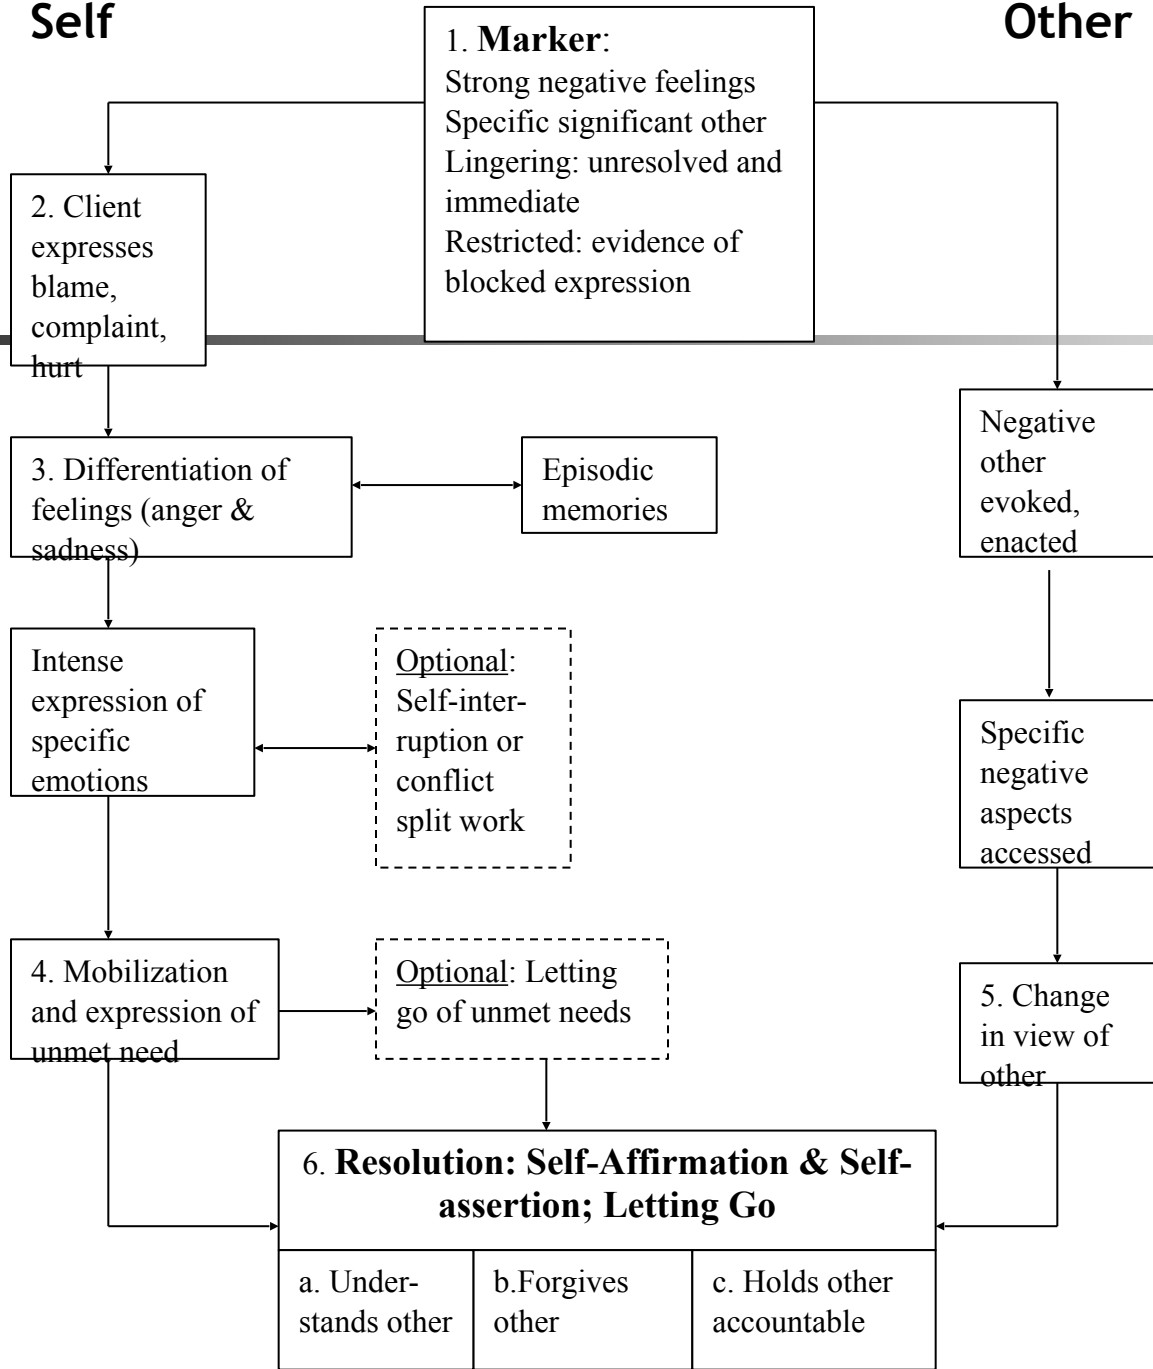 Self
Other
1. Marker:
Strong negative feelings
Specific significant other
Lingering: unresolved and
immediate
Restricted: evidence of
blocked expression
2. Client
expresses
blame,
complaint,
hurt
Negative
other
evoked,
enacted
3. Differentiation of
feelings (anger &
sadness)
Episodic
memories
Intense
expression of
specific
emotions
Optional:
Self-inter-
ruption or
conflict
split work
Specific
negative
aspects
accessed
4. Mobilization
and expression of
unmet need
Optional: Letting
go of unmet needs
5. Change
in view of
other
6. Resolution: Self-Affirmation & Self-
assertion; Letting Go
a. Under-
stands other
b.Forgives
other
c. Holds other
accountable